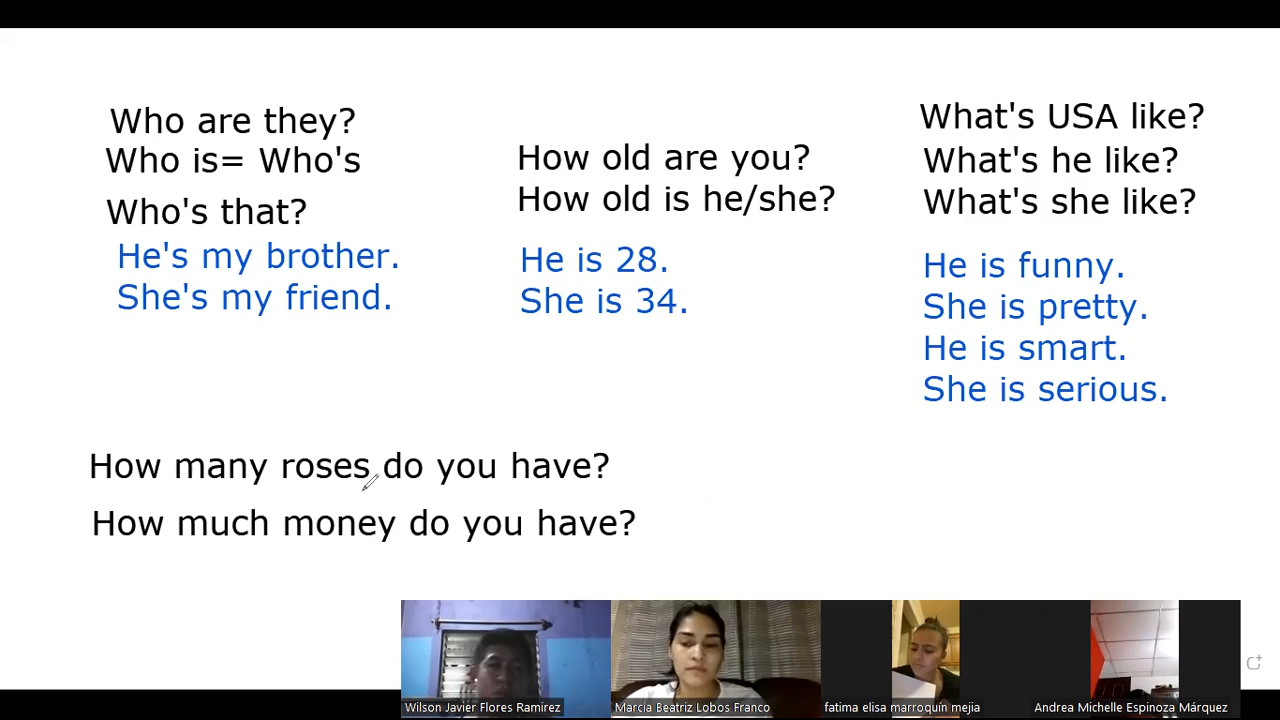 Who are they?
Who is= Who's
Who's that?
He's my brother.
She's my friend.
How old are you?
How old is he/she?
He is 28.
She is 34.
What's USA like?
What's he like?
What's she like?
He is funny.
She is pretty.
He is smart.
She is serious.
How many roses do you have?
How much money do you have?
Wilson Javier Flores Ramirez
Marcia Beatriz Lobos Franco
fatima elisa marroquín mejia
Andrea Michelle Espinoza Márquez